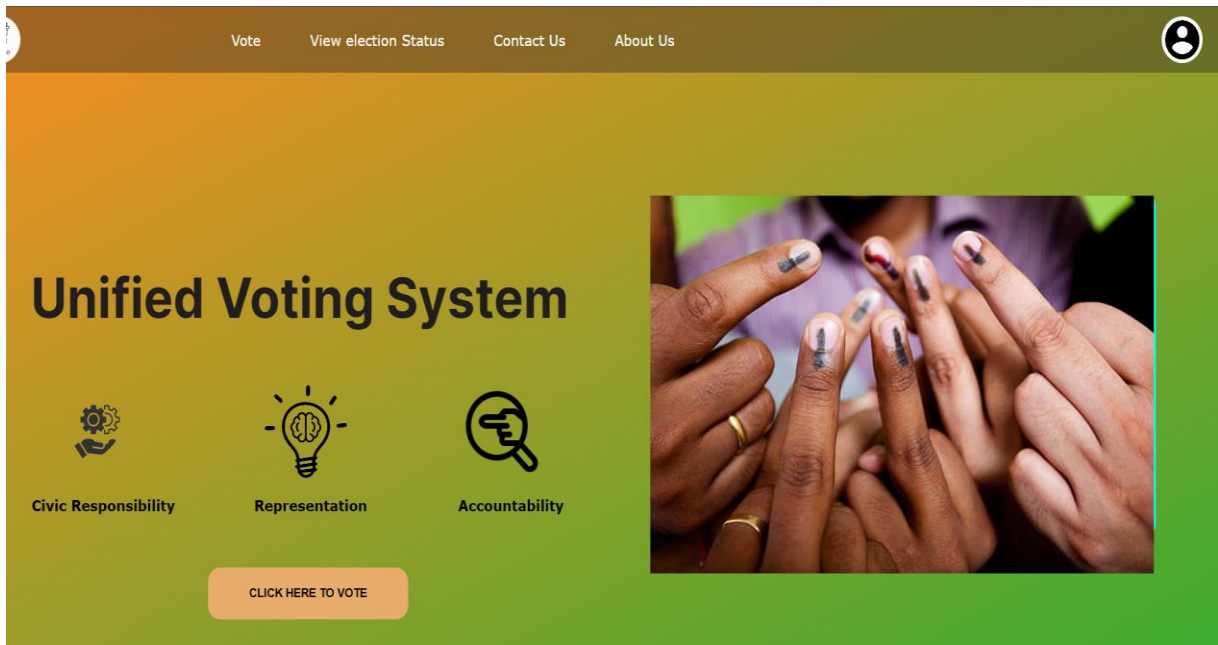 Vote
View election Status
Contact Us
About Us
Unified Voting System
Civic Responsibility
Representation
Accountability
CLICK HERE TO VOTE